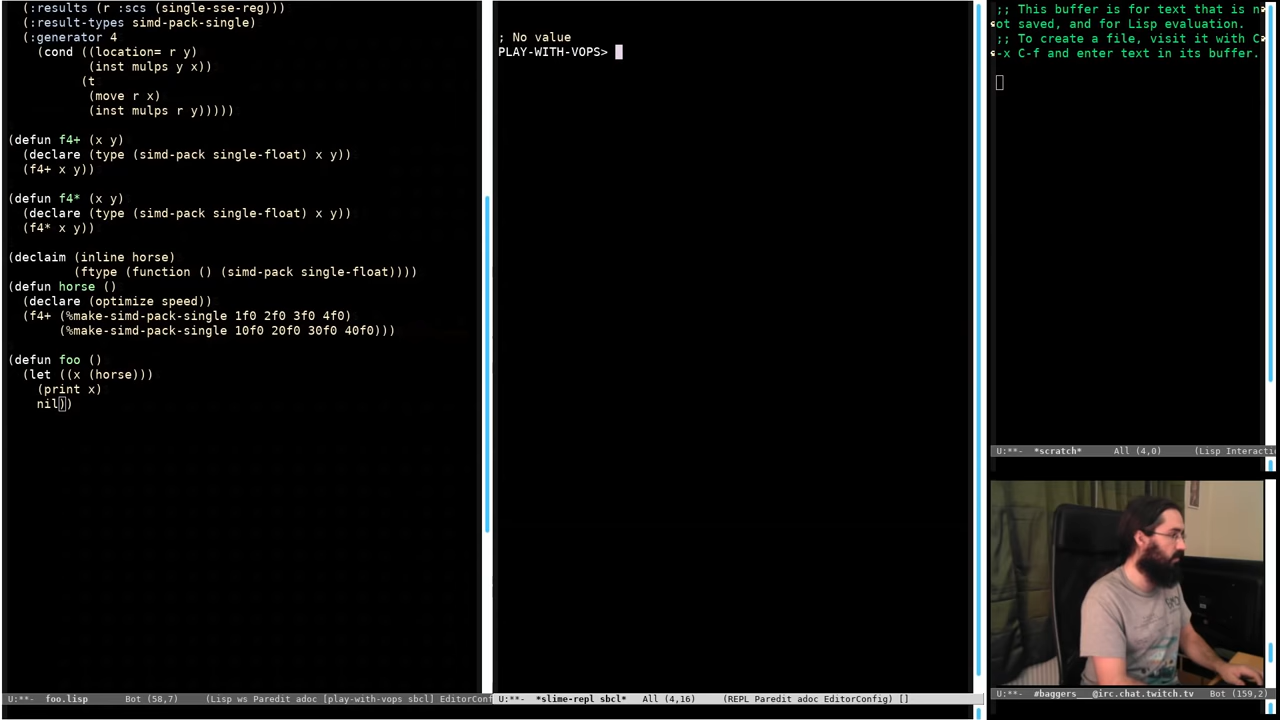 (:results (r :scs (single-sse-reg)))
(:result-types simd-pack-single)
(:generator 4
(cond ((location= r y)
(inst mulps y x))
(t
(move r x)
(inst mulps r y)))))
(defun f4+ (x y)
(declare (type (simd-pack single-float) x y))
(f4+ x y))
(defun f4* (x y)
(declare (type (simd-pack single-float) x y))
(f4* x y))
(declaim (inline horse)
(ftype (function () (simd-pack single-float))))
(defun horse ()
(declare (optimize speed))
(f4+ (%make-simd-pack-single 1f0 2f0 3f0 4f0)
(%make-simd-pack-single 10f0 20f0 30f0 40f0)))
(defun foo ()
(let ((x (horse)))
(print x)
nil))
U:**- foo.lisp Bot (58,7) (Lisp ws Paredit adoc [play-with-vops sbcl] EditorConf
; No value
PLAY-WITH-VOPS>
U:**- *slime-repl sbcl* All (4,16) (REPL Paredit adoc EditorConfig) []
;; This buffer is for text that is n
ot saved, and for Lisp evaluation.
;; To create a file, visit it with C
-x C-f and enter text in its buffer.
U:**- *scratch* All (4,0) (Lisp Interacti
U:**- #baggers__@irc.chat.twitch.tv Bot (159,2)